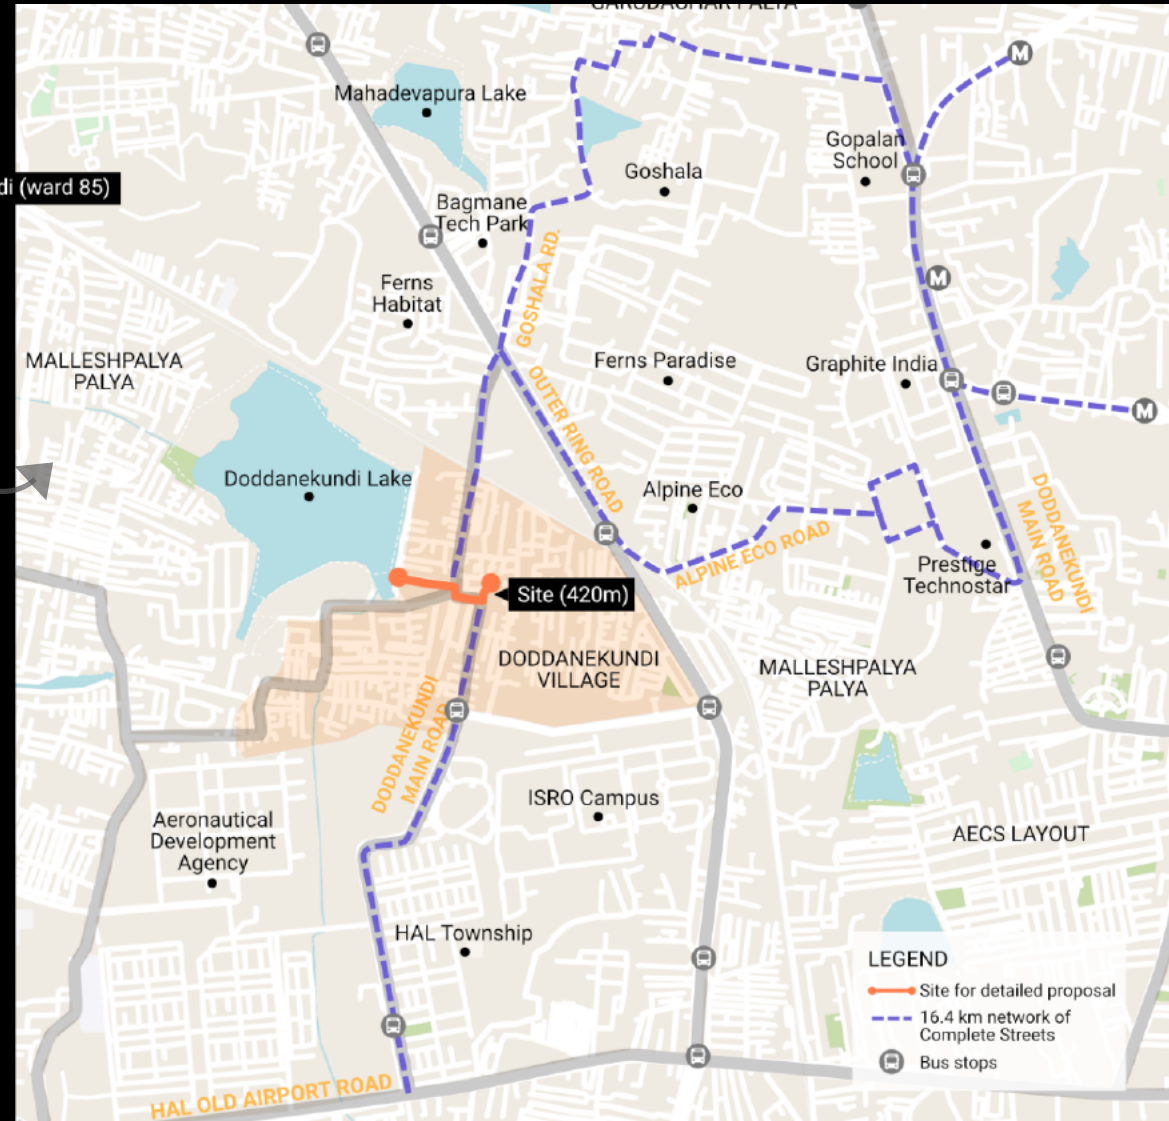 GARUDACHAR PALYA
M
Mahadevapura Lake
Gopalan
School
Goshala
di (ward 85)
Bagmane
Tech Park
GOSHALA RD.
M
Ferns
Habitat
MALLESHPALYA
PALYA
Ferns Paradise
Graphite India
M
OUTER RING ROAD
Doddanekundi Lake
Alpine Eco
ALPINE ECO ROAD
DODDANEKUNDI
MAIN ROAD
Prestige
Technostar
Site (420m)
DODDANEKUNDI
VILLAGE
MALLESHPALYA
PALYA
DODDANEKUNDI
MAIN ROAD
ISRO Campus
Aeronautical
Development
Agency
AECS LAYOUT
HAL Township
LEGEND
Site for detailed proposal
16.4 km network of
Complete Streets
Bus stops
HAL OLD AIRPORT ROAD